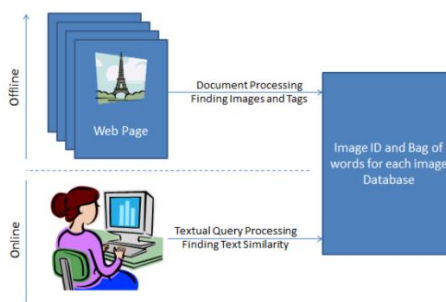 Offline
Web Page
Document Processing
Finding Images and Tags
Image ID and Bag of
words for each image
Database
Online
Textual Query Processing
Finding Text Similarity